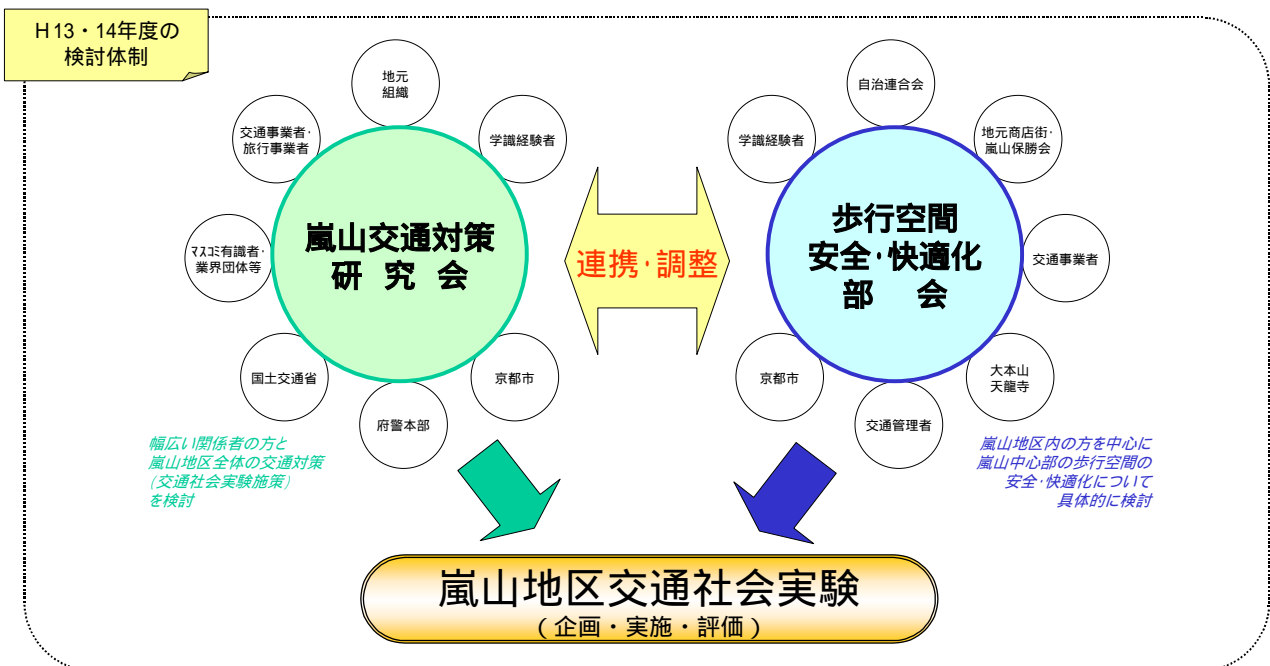 H13・14年度の
検討体制
地元
組織
交通事業者・
旅行事業者
学識経験者
マスコミ有識者・
業界団体等
嵐山交通対策
研 究 会
国土交通省
京都市
府警本部
幅広い関係者の方と
嵐山地区全体の交通対策
(交通社会実験施策)
を検討
連携・調整
自治連合会
学識経験者
地元商店街・
嵐山保勝会
歩行空間
安全・快適化
部 会
交通事業者
京都市
大本山
天龍寺
交通管理者
嵐山地区内の方を中心に
嵐山中心部の歩行空間の
安全・快適化について
具体的に検討
嵐山地区交通社会実験
(企画・実施・評価)